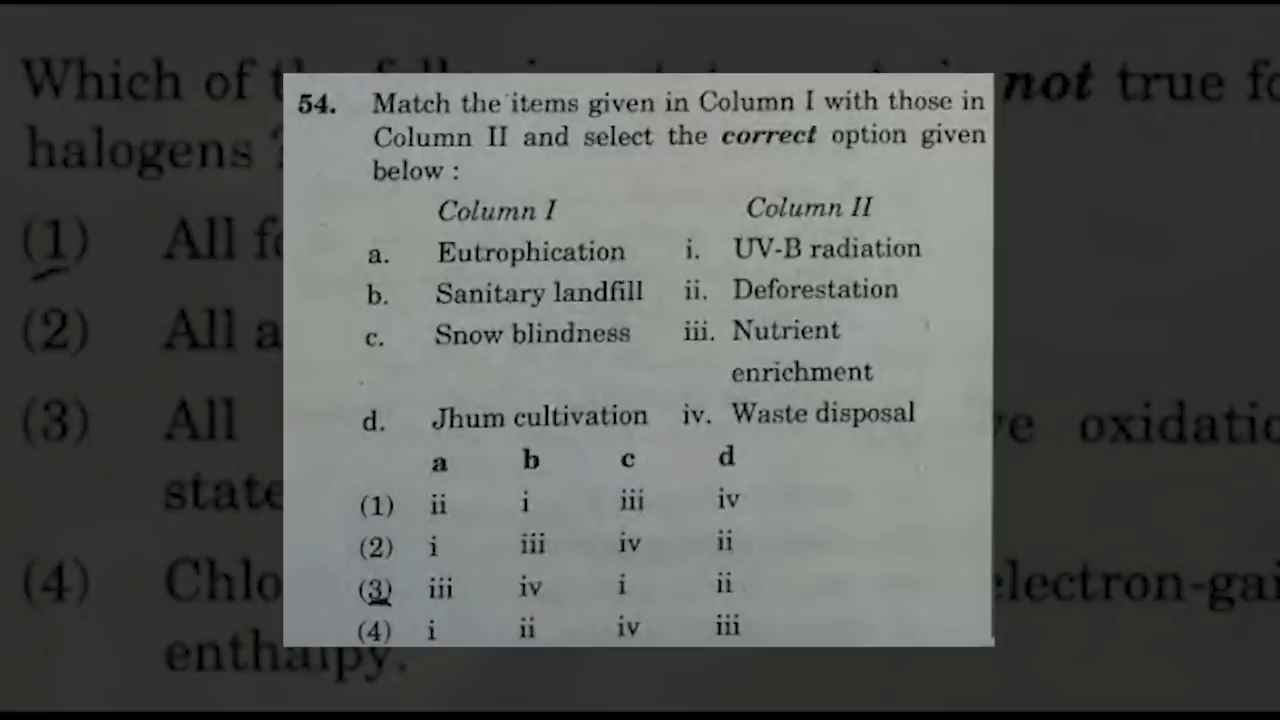 Which of t
not true fo
halogens ?
(1) All fo
(2) All a
(3) All
ve oxidatio
state
(4) Chlo
electron-gai
enthalpy.
54. Match the items given in Column I with those in
Column II and select the correct option given
below :
Column I Column II
a. Eutrophication i. UV-B radiation
b. Sanitary landfill ii. Deforestation
c. Snow blindness iii. Nutrient
enrichment
d. Jhum cultivation iv. Waste disposal
a b c d
(1) ii i iii iv
(2) i iii iv ii
(3) iii iv i ii
(4) i ii iv iii